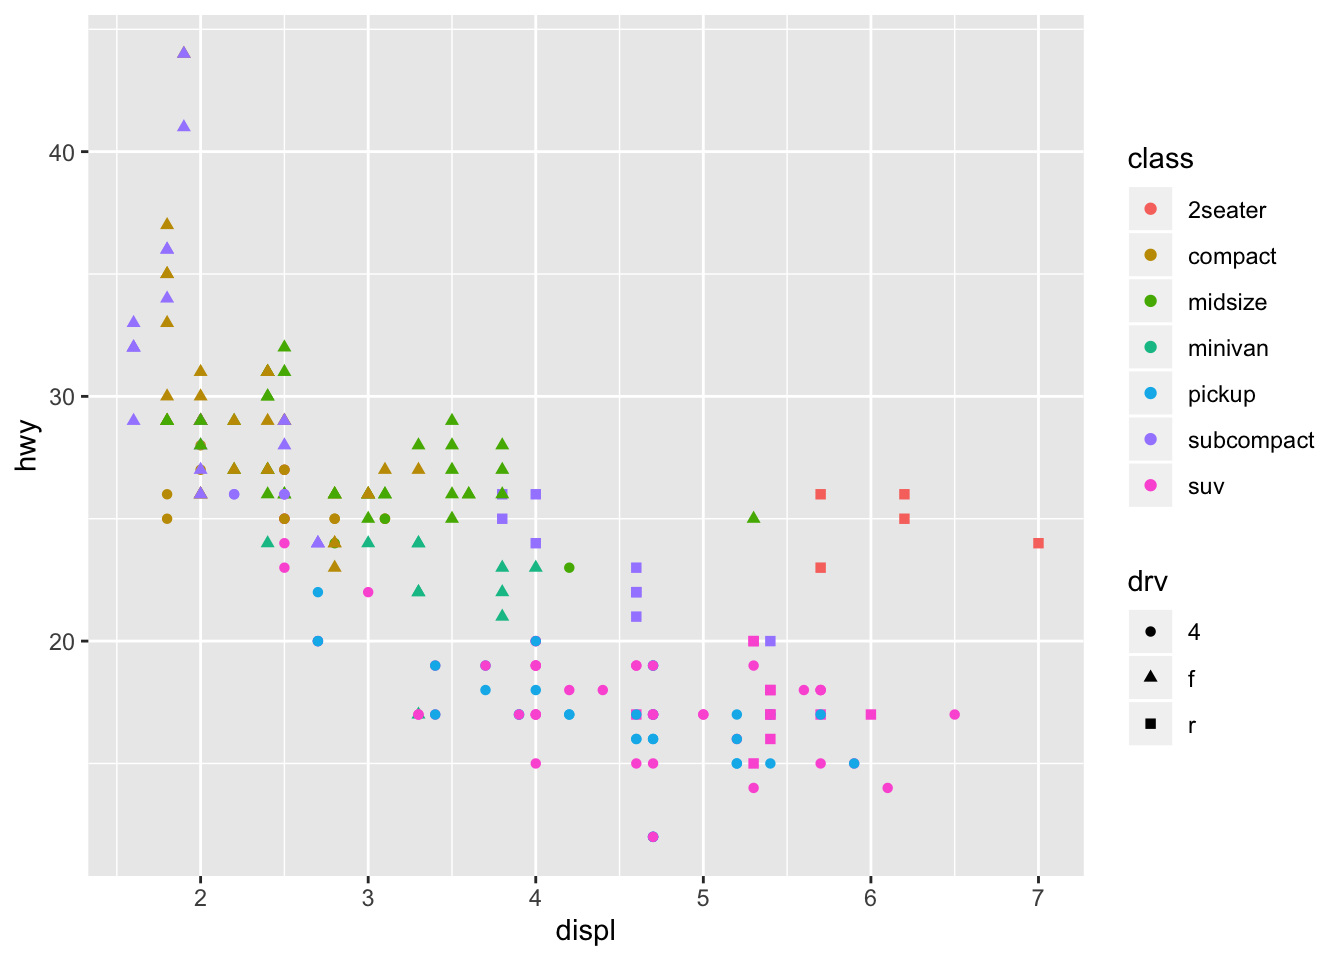 40
30
20
hwy
2 3 4 5 6 7
displ
class
2seater
compact
midsize
minivan
pickup
subcompact
suv
drv
4
f
r